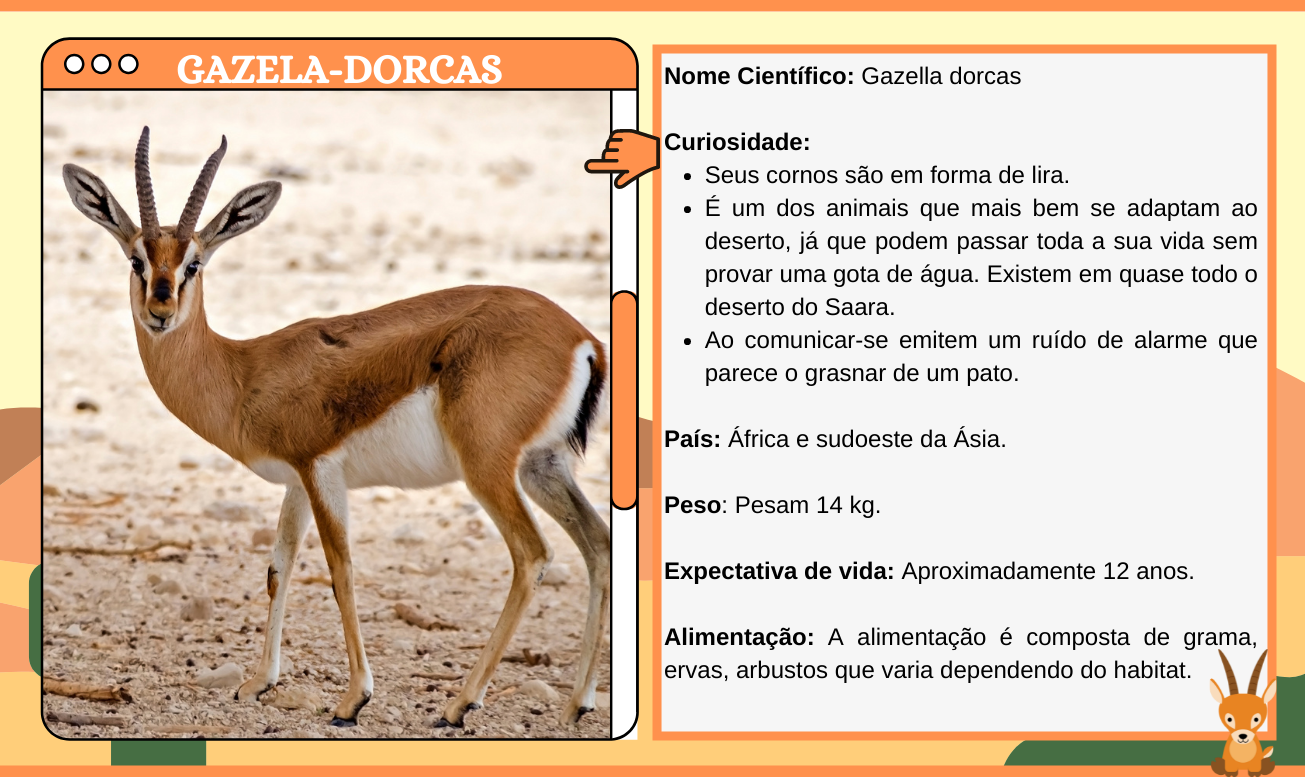 GAZELA-DORCAS
Nome Científico: Gazella dorcas
Curiosidade:
• Seus cornos são em forma de lira.
• É um dos animais que mais bem se adaptam ao
deserto, já que podem passar toda a sua vida sem
provar uma gota de água. Existem em quase todo o
deserto do Saara.
• Ao comunicar-se emitem um ruído de alarme que
parece o grasnar de um pato.
País: África e sudoeste da Ásia.
Peso: Pesam 14 kg.
Expectativa de vida: Aproximadamente 12 anos.
Alimentação: A alimentação é composta de grama,
ervas, arbustos que varia dependendo do habitat.